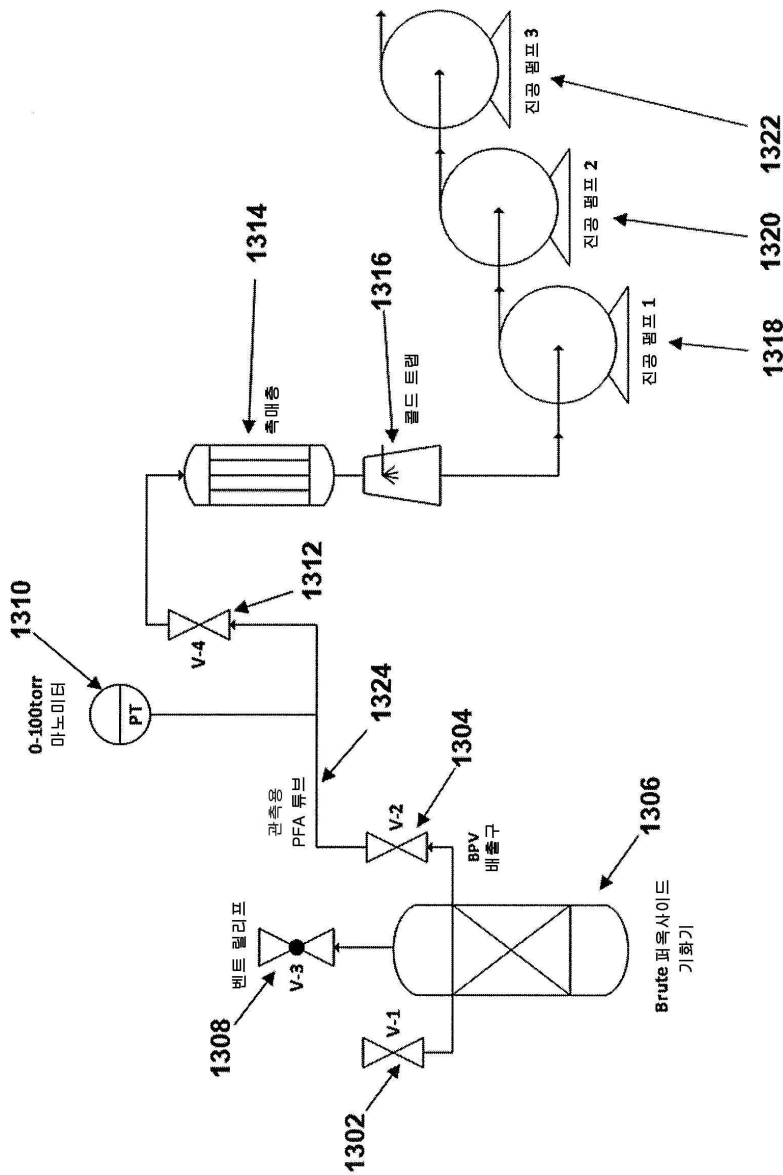 1310
0-100torr
마노미터
PT
1314
촉매층
1316
콜드 트랩
1312
V-4
1324
관측용
PFA 튜브
1304
V-2
BPV
배출구
1308
벤트 릴리프
V-3
1302
V-1
1306
Brute 퍼옥사이드
기화기
진공 펌프 1
1318
진공 펌프 2
1320
진공 펌프 3
1322